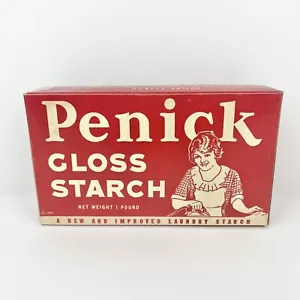 Penick
GLOSS
STARCH
NET WEIGHT 1 POUND
A NEW AND IMPROVED LAUNDRY STARCH